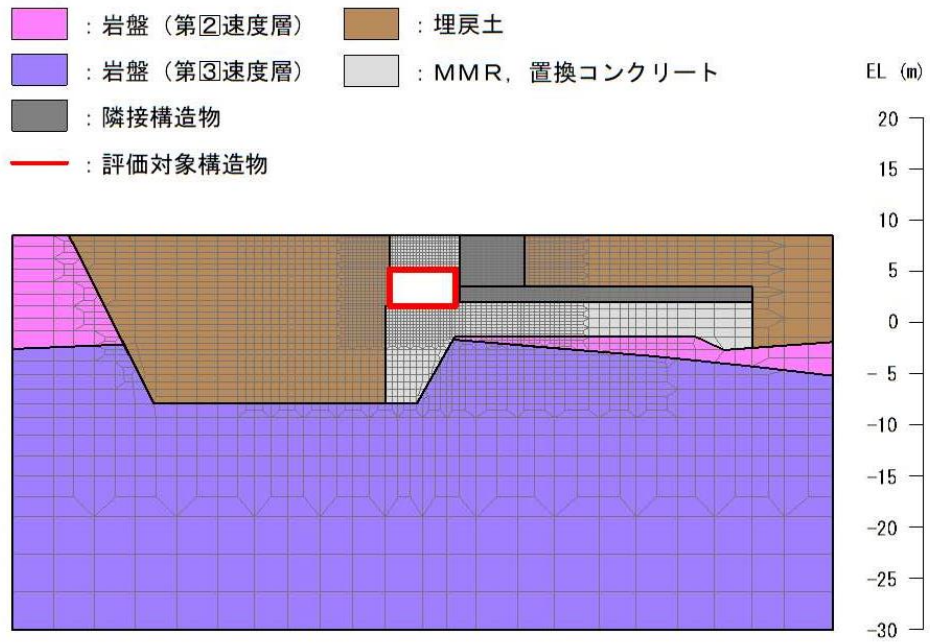 ：岩盤（第②速度層）
：埋戻土
：岩盤（第③速度層）
：ＭＭＲ，置換コンクリート
：隣接構造物
：評価対象構造物
EL (m)
20
15
10
5
0
- 5
-10
-15
-20
-25
-30